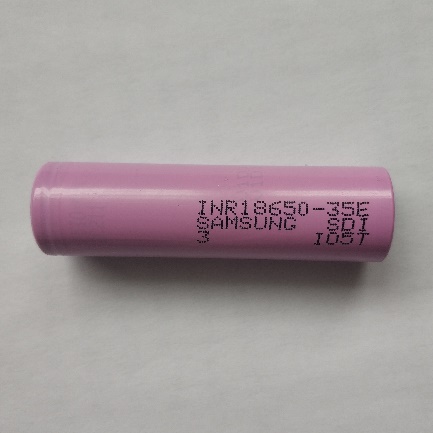 INR18650-35E
SAMSUNG SDI
3 I05T